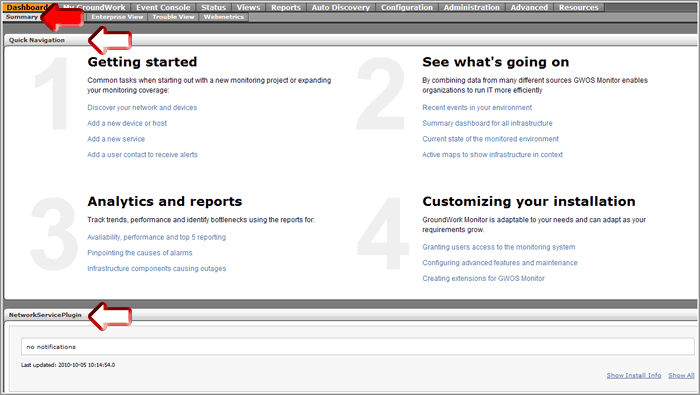 Dashboard My GroundWork Event Console Status Views Reports Auto Discovery Configuration Administration Advanced Resources
Summary Enterprise View Trouble View Webmetrics
Quick Navigation
1
Getting started
Common tasks when starting out with a new monitoring project or expanding
your monitoring coverage:
Discover your network and devices
Add a new device or host
Add a new service
Add a user contact to receive alerts
2
See what's going on
By combining data from many different sources GWOS Monitor enables
organizations to run IT more efficiently
Recent events in your environment
Summary dashboard for all infrastructure
Current state of the monitored environment
Active maps to show infrastructure in context
3
Analytics and reports
Track trends, performance and identify bottlenecks using the reports for:
Availability, performance and top 5 reporting
Pinpointing the causes of alarms
Infrastructure components causing outages
4
Customizing your installation
GroundWork Monitor is adaptable to your needs and can adapt as your
requirements grow.
Granting users access to the monitoring system
Configuring advanced features and maintenance
Creating extensions for GWOS Monitor
NetworkServicePlugin
no notifications
Last updated: 2010-10-05 10:14:54.0
Show Install Info Show All